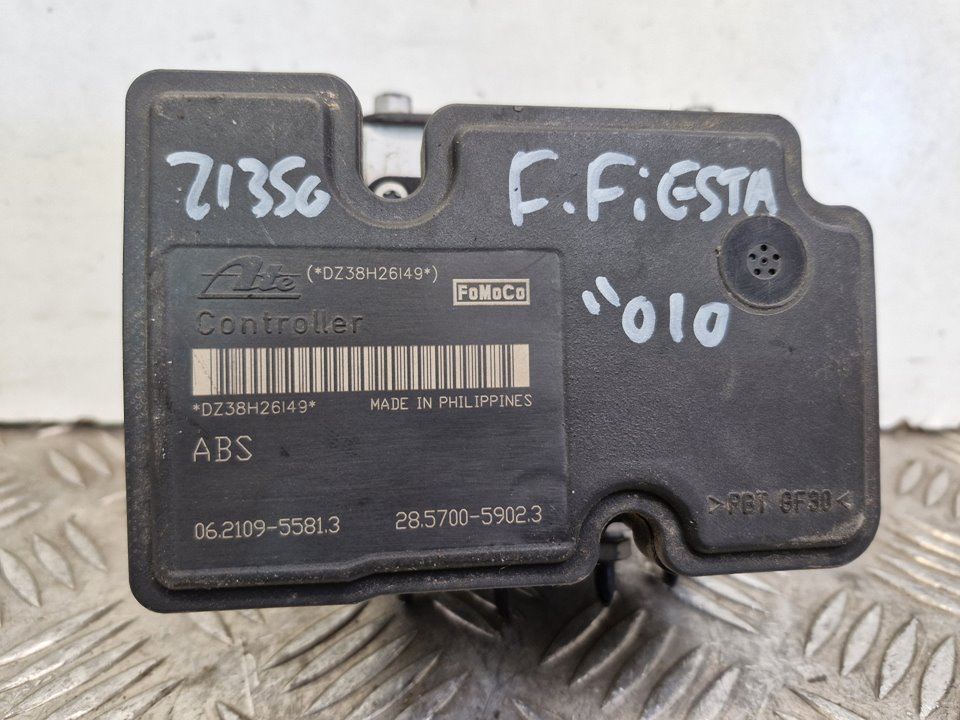 21356
F.FiESTA
"010
Ate (*DZ38H26149*)
FoMoCo
Controller
*DZ38H26149*
MADE IN PHILIPPINES
ABS
06.2109-5581.3
28.5700-5902.3
>PBT GF30<